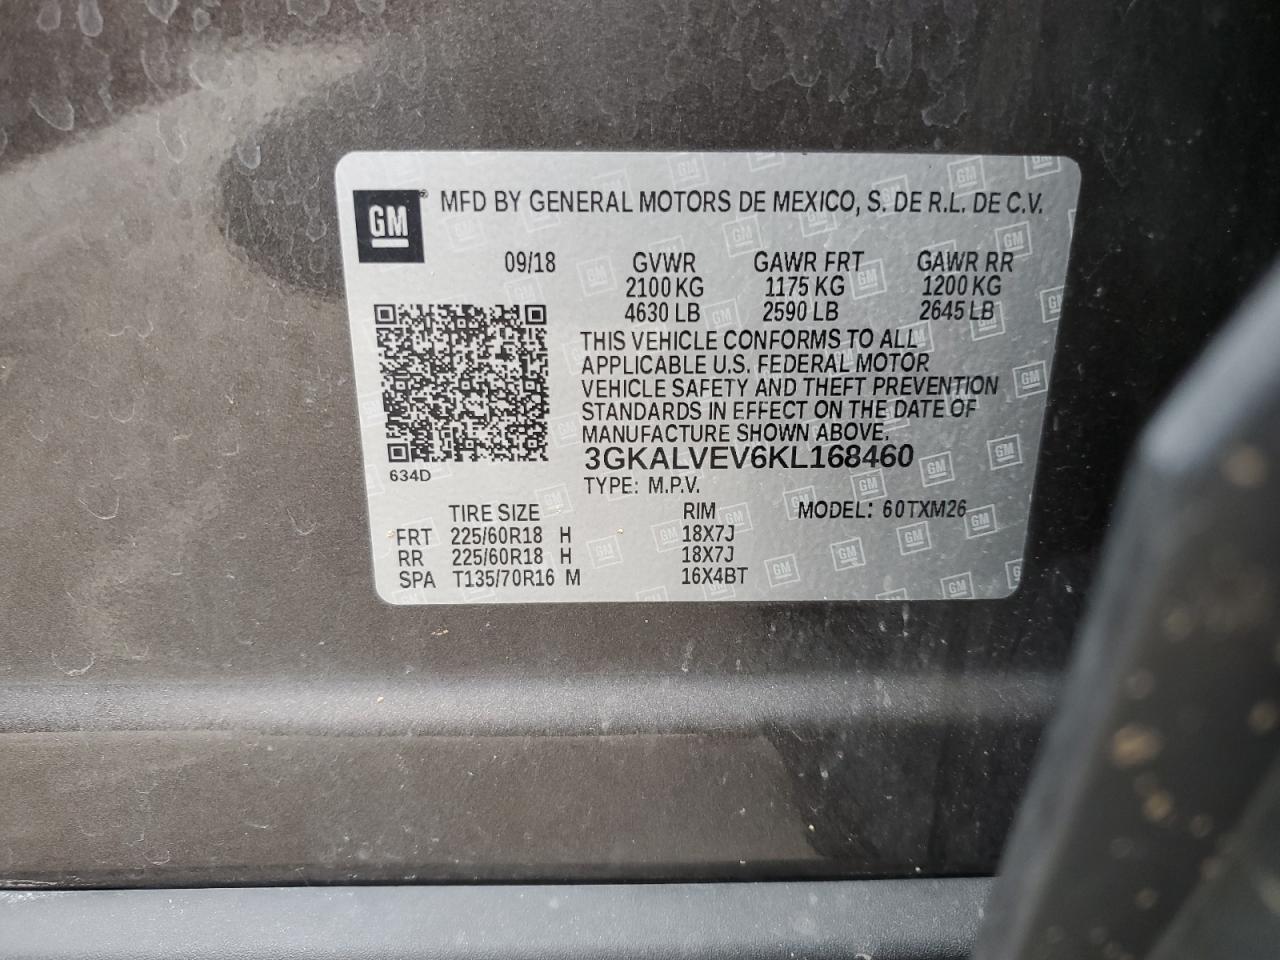 GM® MFD BY GENERAL MOTORS DE MEXICO, S. DE R.L. DE C.V.
09/18 GVWR GAWR FRT GAWR RR
2100 KG 1175 KG 1200 KG
4630 LB 2590 LB 2645 LB
THIS VEHICLE CONFORMS TO ALL
APPLICABLE U.S. FEDERAL MOTOR
VEHICLE SAFETY AND THEFT PREVENTION
STANDARDS IN EFFECT ON THE DATE OF
MANUFACTURE SHOWN ABOVE.
3GKALVEV6KL168460
634D
TYPE: M.P.V.
TIRE SIZE RIM MODEL: 60TXM26
FRT 225/60R18 H 18X7J
RR 225/60R18 H 18X7J
SPA T135/70R16 M 16X4BT